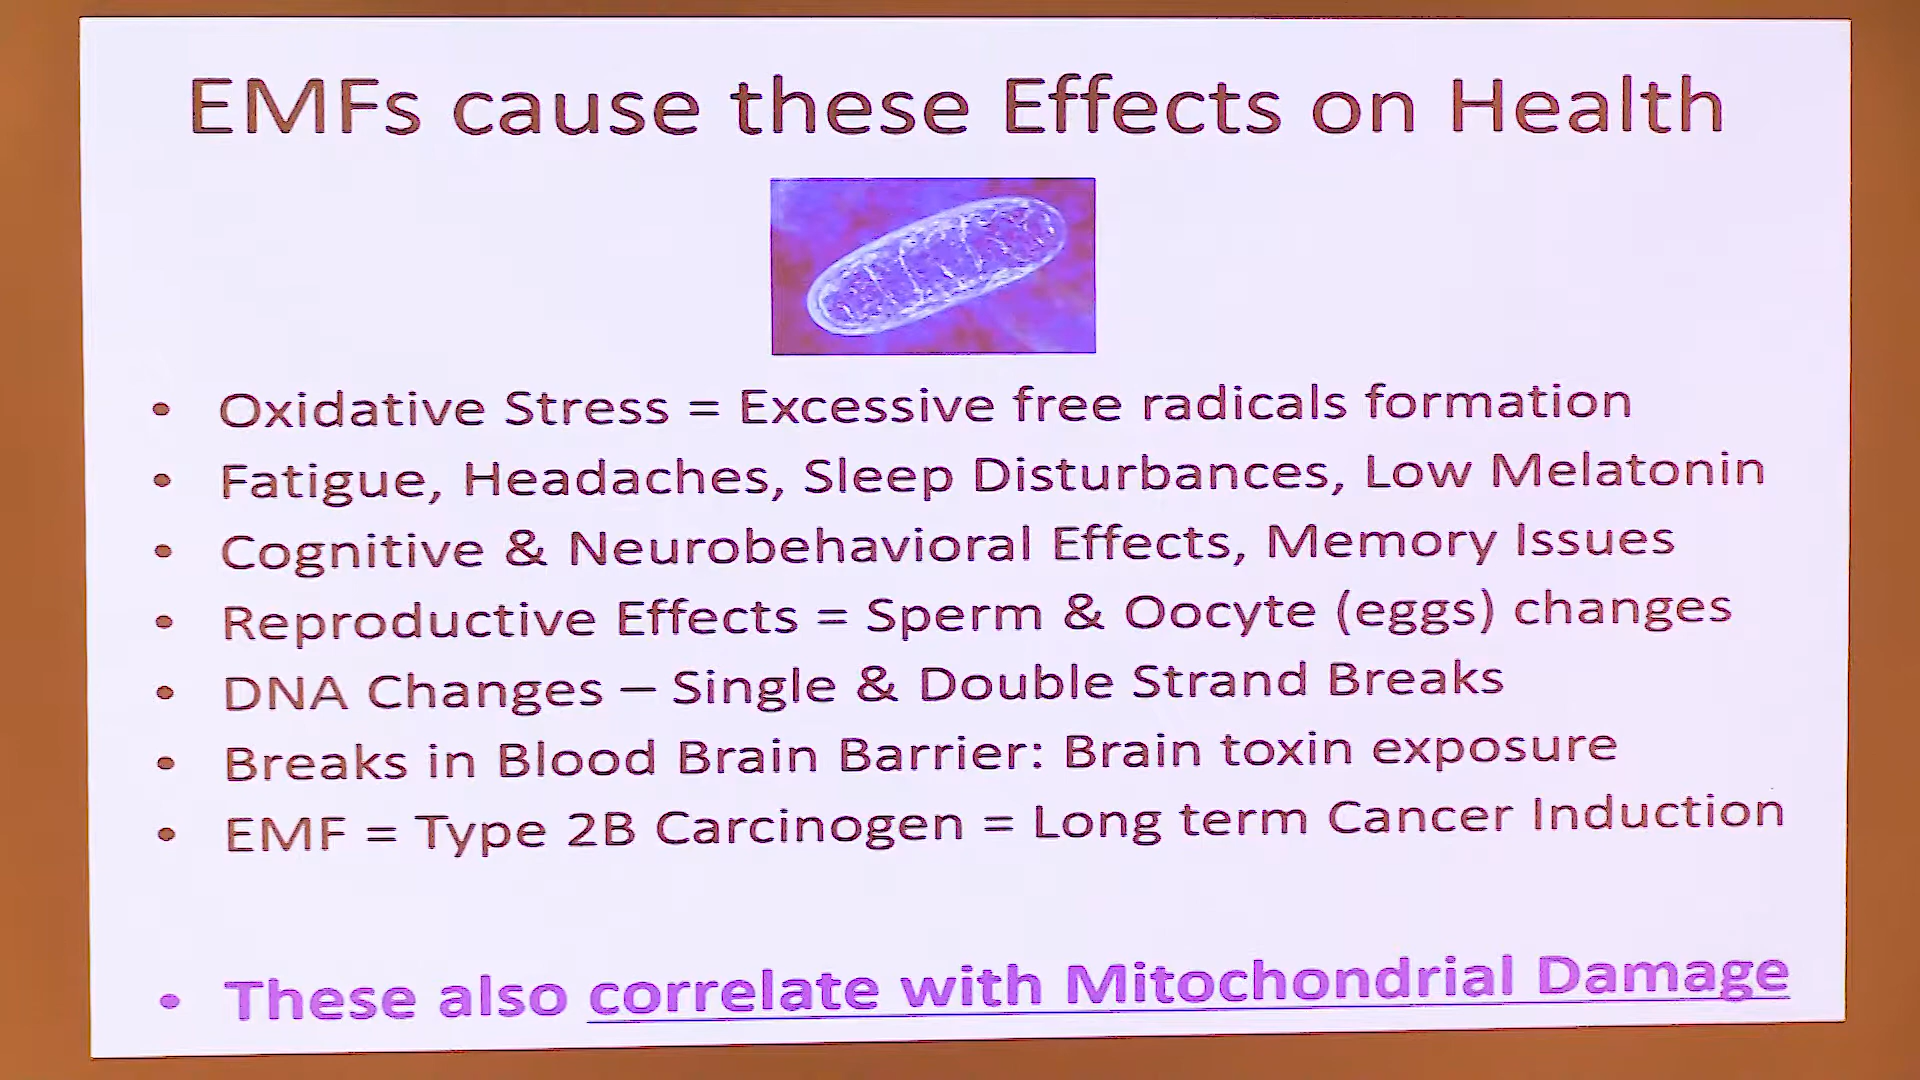 EMFs cause these Effects on Health
• Oxidative Stress = Excessive free radicals formation
• Fatigue, Headaches, Sleep Disturbances, Low Melatonin
• Cognitive & Neurobehavioral Effects, Memory Issues
• Reproductive Effects = Sperm & Oocyte (eggs) changes
• DNA Changes – Single & Double Strand Breaks
• Breaks in Blood Brain Barrier: Brain toxin exposure
• EMF = Type 2B Carcinogen = Long term Cancer Induction
• These also correlate with Mitochondrial Damage